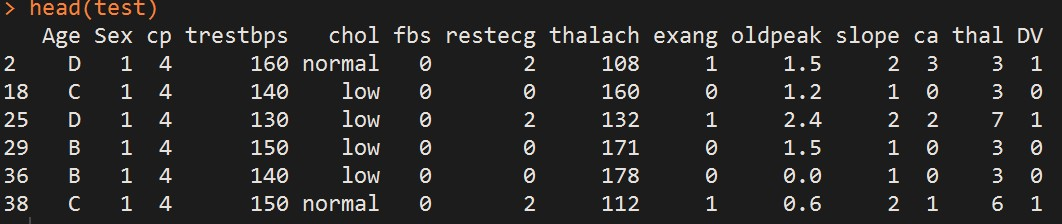 > head(test)
Age Sex cp trestbps chol fbs restecg thalach exang oldpeak slope ca thal DV
2 D 1 4 160 normal 0 2 108 1 1.5 2 3 3 1
18 C 1 4 140 low 0 0 160 0 1.2 1 0 3 0
25 D 1 4 130 low 0 2 132 1 2.4 2 2 7 1
29 B 1 4 150 low 0 0 171 0 1.5 1 0 3 0
36 B 1 4 140 low 0 0 178 0 0.0 1 0 3 0
38 C 1 4 150 normal 0 2 112 1 0.6 2 1 6 1